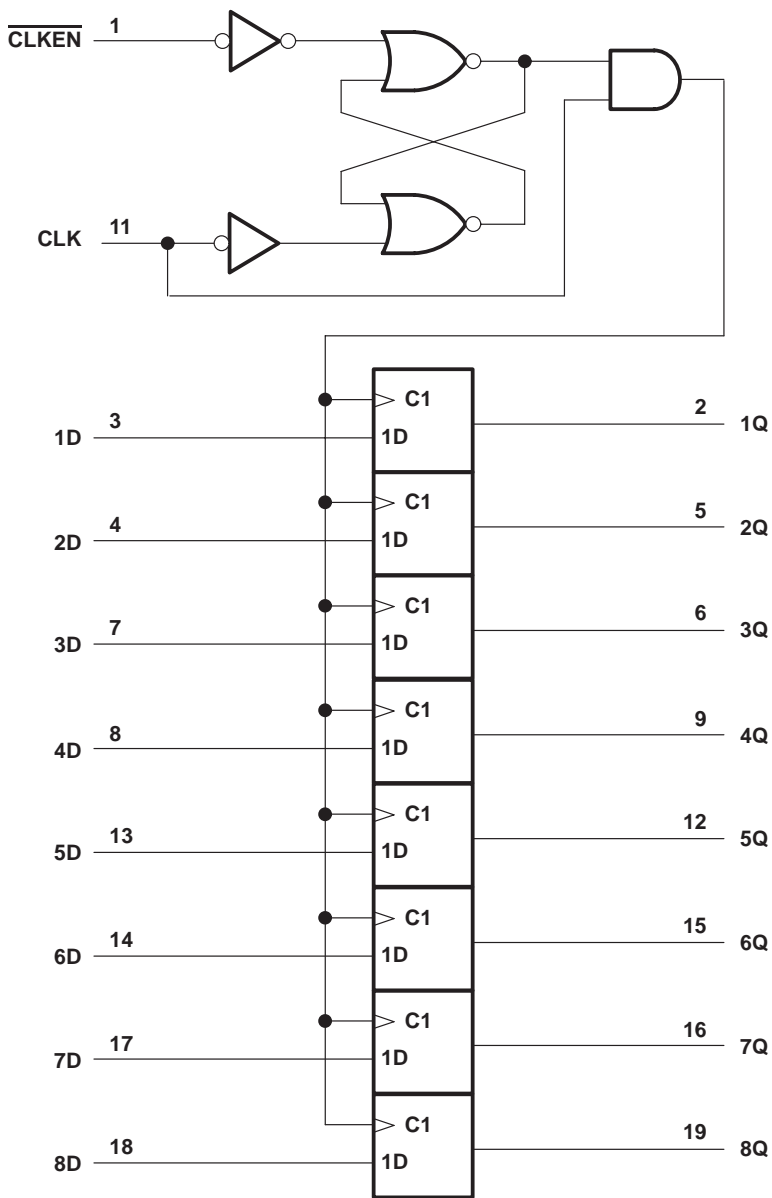 CLKEN 1
CLK 11
C1
1D 3 1D 2 1Q
C1
2D 4 1D 5 2Q
C1
3D 7 1D 6 3Q
C1
4D 8 1D 9 4Q
C1
5D 13 1D 12 5Q
C1
6D 14 1D 15 6Q
C1
7D 17 1D 16 7Q
C1
8D 18 1D 19 8Q